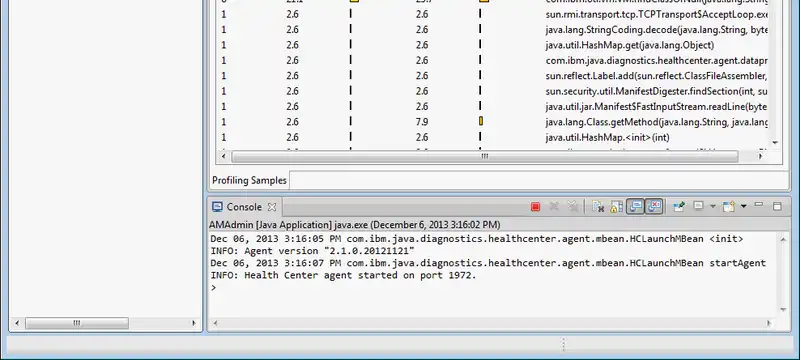 sun.rmi.transport.tcp.TCPTransport$AcceptLoop.exe
1 2.6 2.6 java.lang.StringCoding.decode(java.lang.String, byte
1 2.6 2.6 java.util.HashMap.get(java.lang.Object)
1 2.6 2.6 com.ibm.java.diagnostics.healthcenter.agent.datapr
1 2.6 2.6 sun.reflect.Label.add(sun.reflect.ClassFileAssembler,
1 2.6 2.6 sun.security.util.ManifestDigester.findSection(int, su
1 2.6 2.6 java.util.jar.Manifest$FastInputStream.readLine(byte
1 2.6 7.9 java.lang.Class.getMethod(java.lang.String, java.lang
1 2.6 2.6 java.util.HashMap.<init>(int)
Profiling Samples
Console
AMAdmin [Java Application] java.exe (December 6, 2013 3:16:02 PM)
Dec 06, 2013 3:16:05 PM com.ibm.java.diagnostics.healthcenter.agent.mbean.HCLaunchMBean <init>
INFO: Agent version "2.1.0.20121121"
Dec 06, 2013 3:16:07 PM com.ibm.java.diagnostics.healthcenter.agent.mbean.HCLaunchMBean startAgent
INFO: Health Center agent started on port 1972.
>